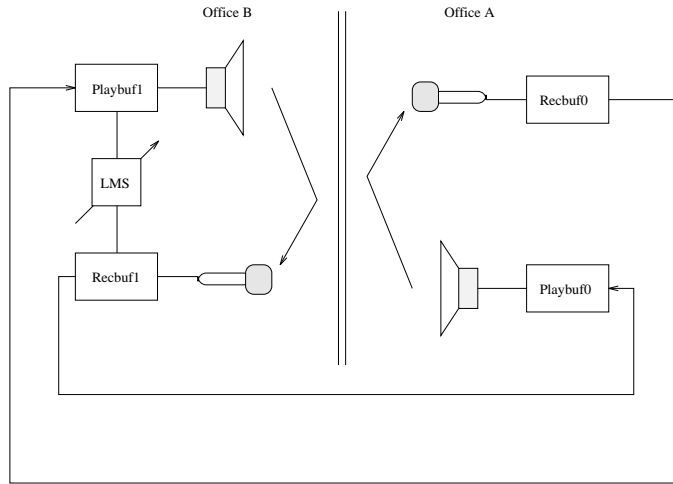 Office B
Office A
Playbuf1
Recbuf0
LMS
Recbuf1
Playbuf0